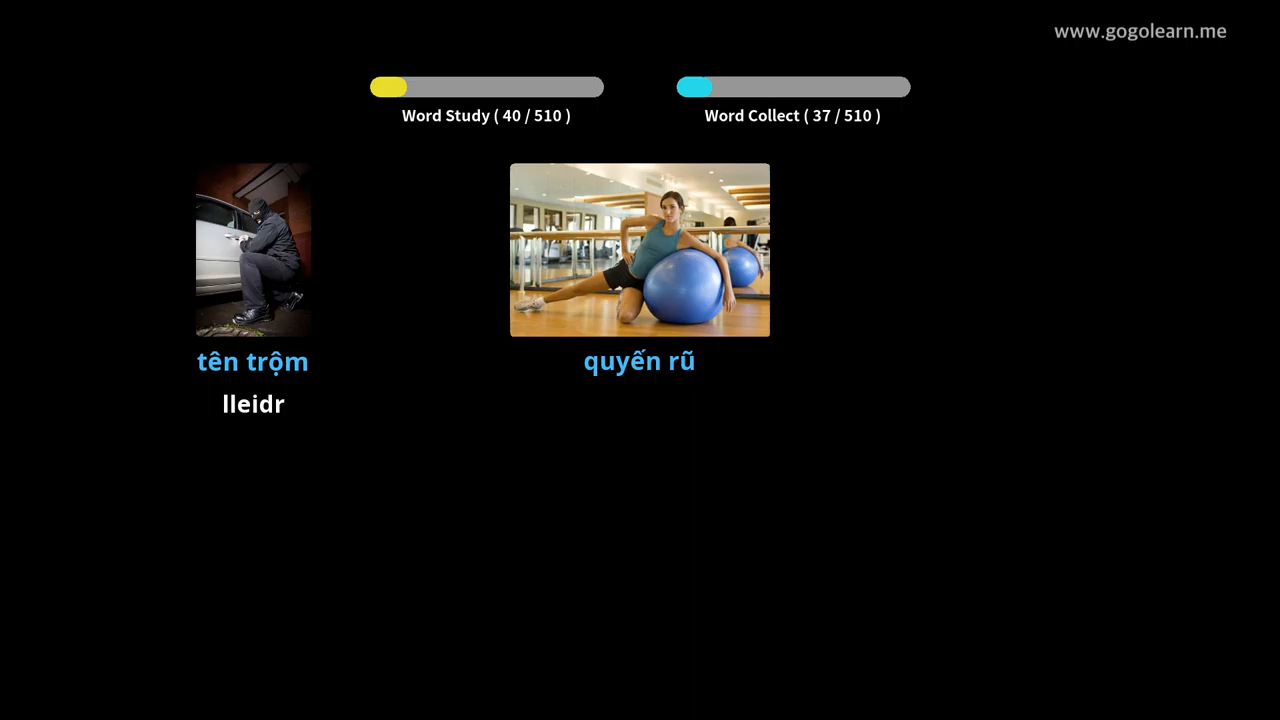 www.gogolearn.me
Word Study ( 40 / 510 )
Word Collect ( 37 / 510 )
tên trộm
quyến rũ
lleidr